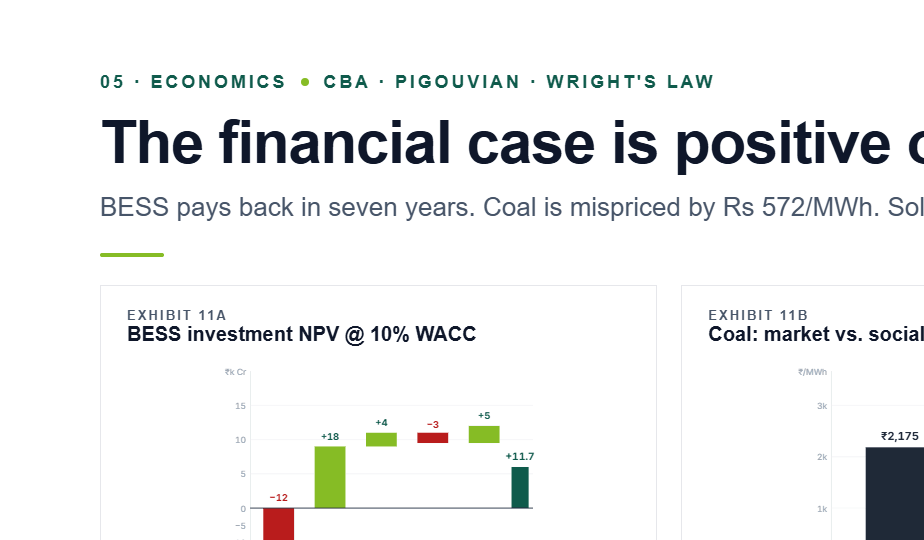 05 · ECONOMICS ● CBA · PIGOUVIAN · WRIGHT'S LAW
The financial case is positive
BESS pays back in seven years. Coal is mispriced by Rs 572/MWh. Sol
EXHIBIT 11A
BESS investment NPV @ 10% WACC
₹k Cr
15
10
5
0
−5
−12
+18
+4
−3
+5
+11.7
EXHIBIT 11B
Coal: market vs. social
₹/MWh
3k
2k
1k
₹2,175